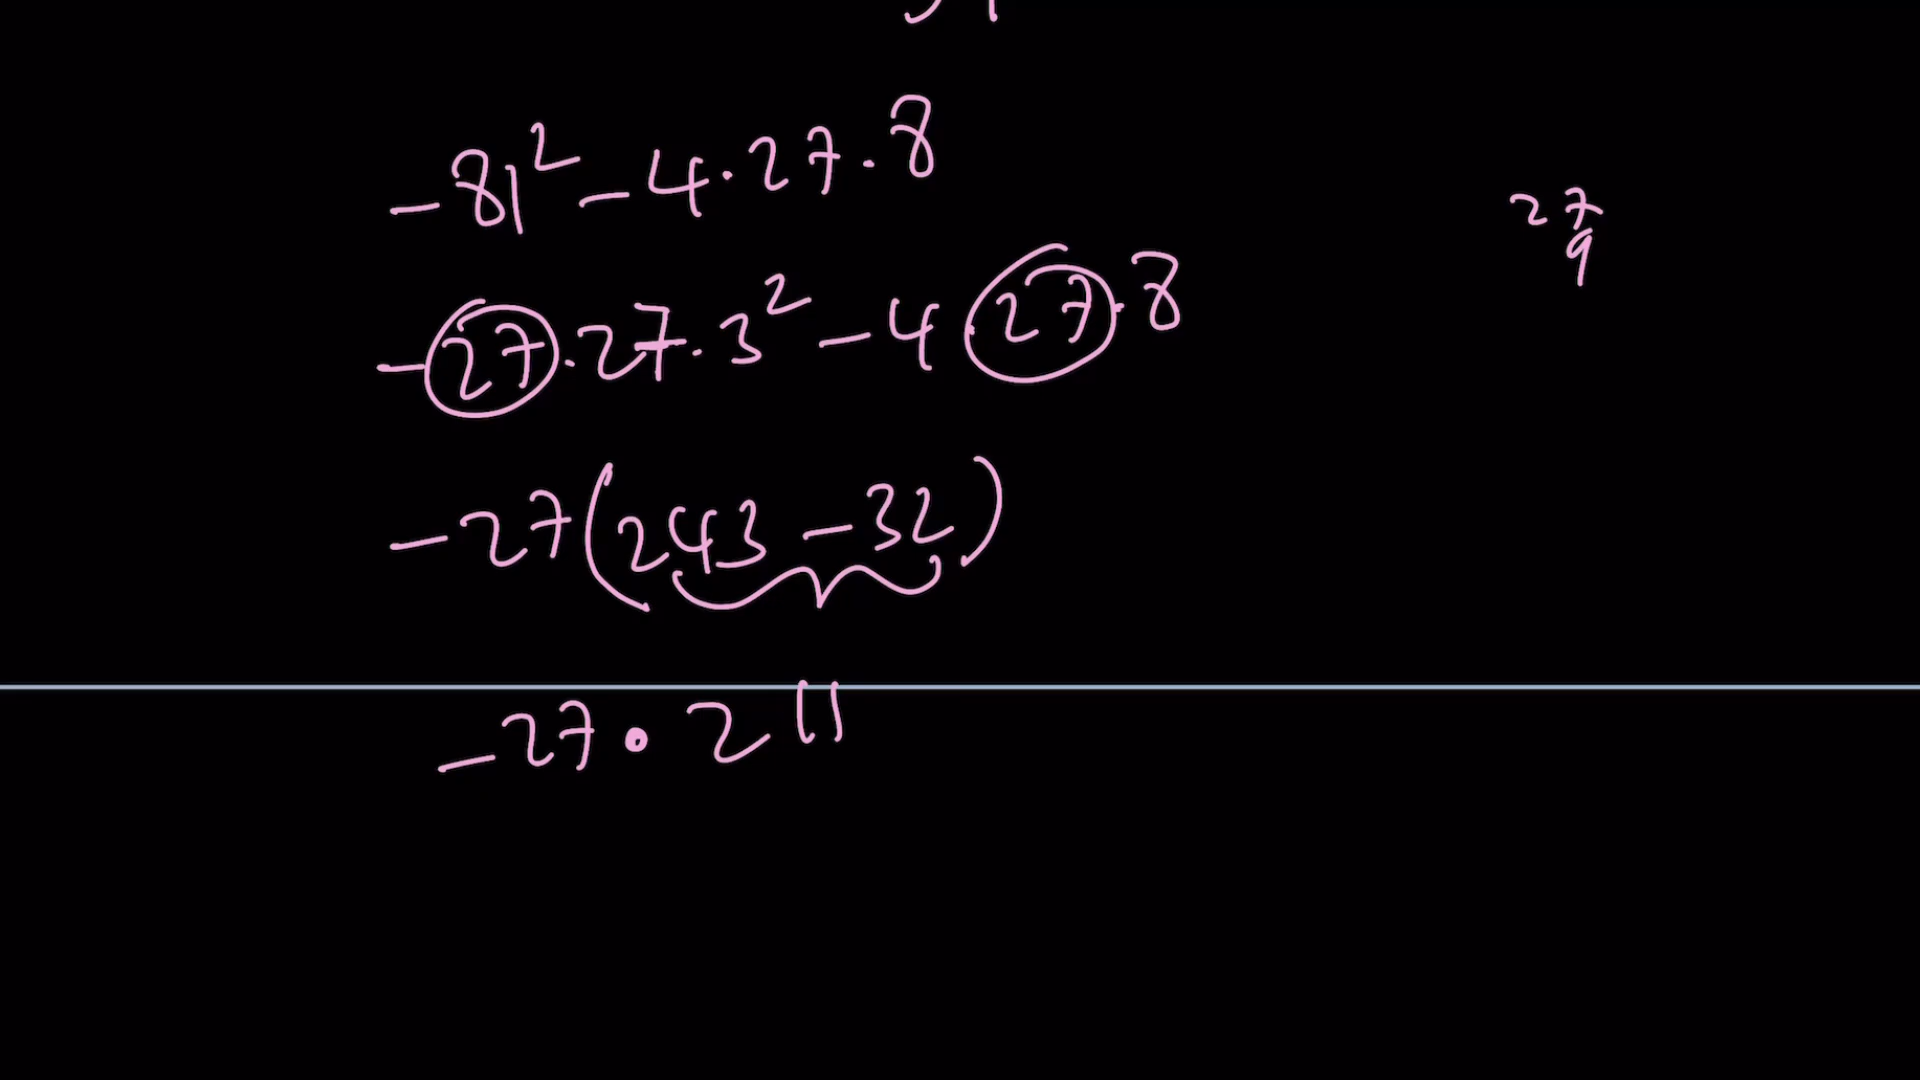 -81² - 4·27·8
27
9
-27·27·3² - 4·27·8
-27(243 - 32)
-27 • 211